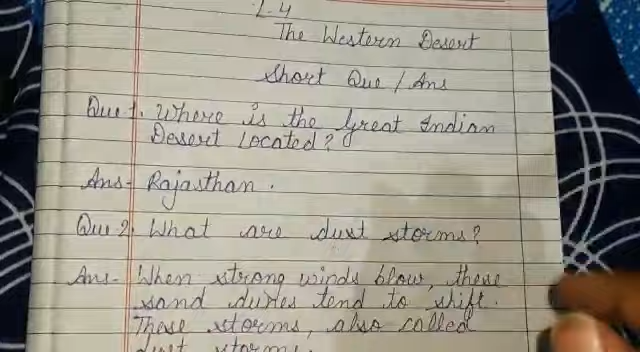 L-4
The Western Desert
Short Que / Ans
Que 1. Where is the Great Indian
Desert Located?
Ans- Rajasthan.
Que 2. What are dust storms?
Ans- When strong winds blow, these
sand dunes tend to shift.
These storms, also called
dust storms.